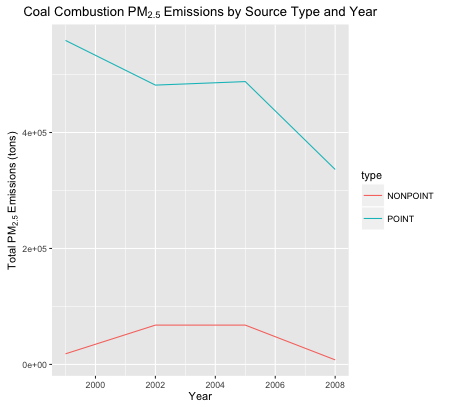 Coal Combustion PM2.5 Emissions by Source Type and Year
Total PM2.5 Emissions (tons)
4e+05
2e+05
0e+00
2000 2002 2004 2006 2008
Year
type
NONPOINT
POINT